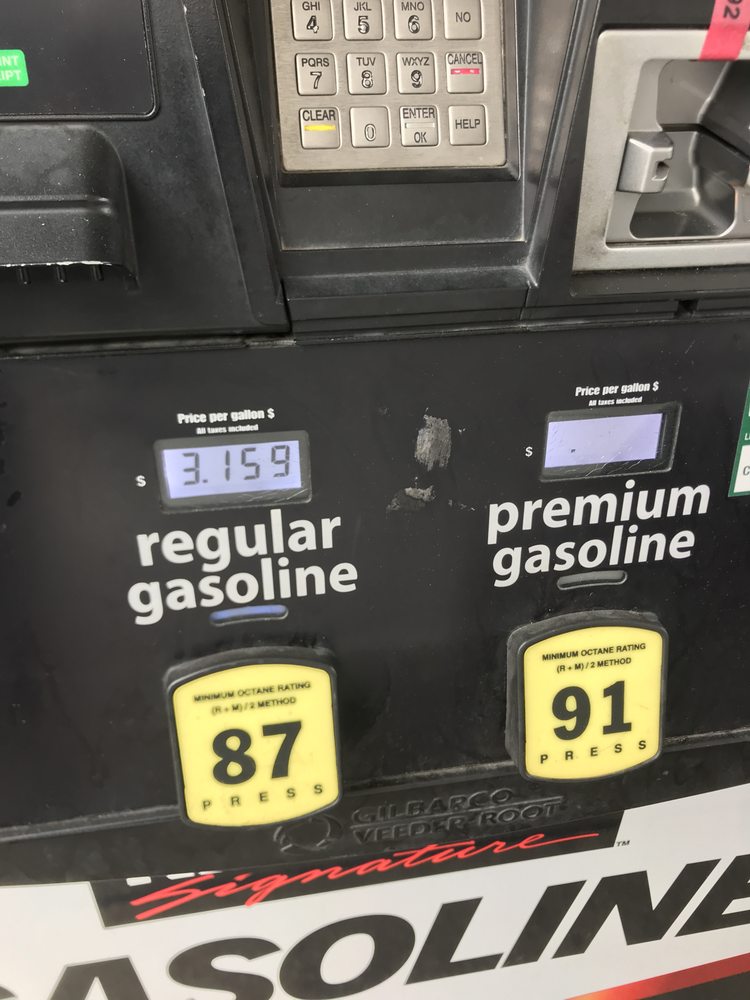 GHI
4
JKL
5
MNO
6
NO
PQRS
7
TUV
8
WXYZ
9
CANCEL
CLEAR
0
ENTER
OK
HELP
Price per gallon $
All taxes included
$ 3.159
regular
gasoline
Price per gallon $
All taxes included
$
premium
gasoline
MINIMUM OCTANE RATING
(R + M) / 2 METHOD
87
PRESS
MINIMUM OCTANE RATING
(R + M) / 2 METHOD
91
PRESS
GILBARCO
VEEDER-ROOT
Signature ™
GASOLINE